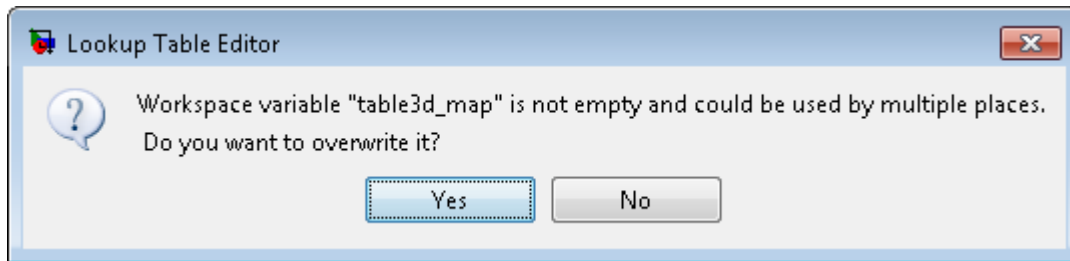 Lookup Table Editor
Workspace variable "table3d_map" is not empty and could be used by multiple places.
Do you want to overwrite it?
Yes
No